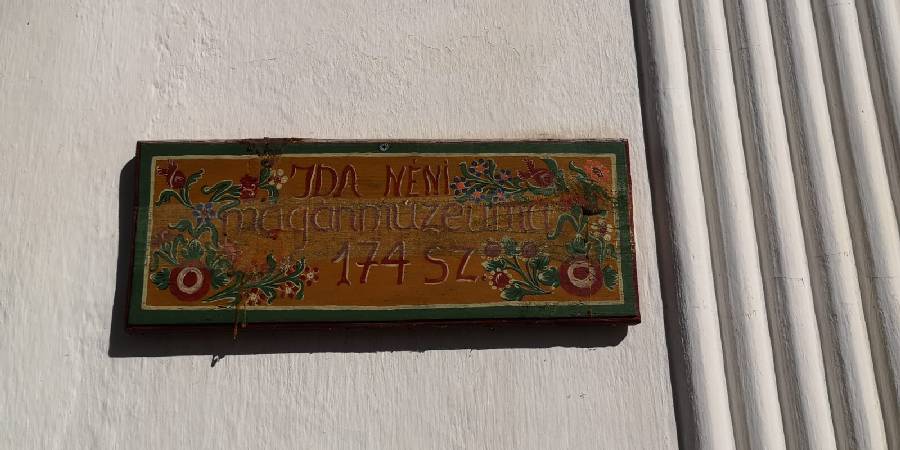 IDA NÉNI
magánmúzeuma
174 SZ.